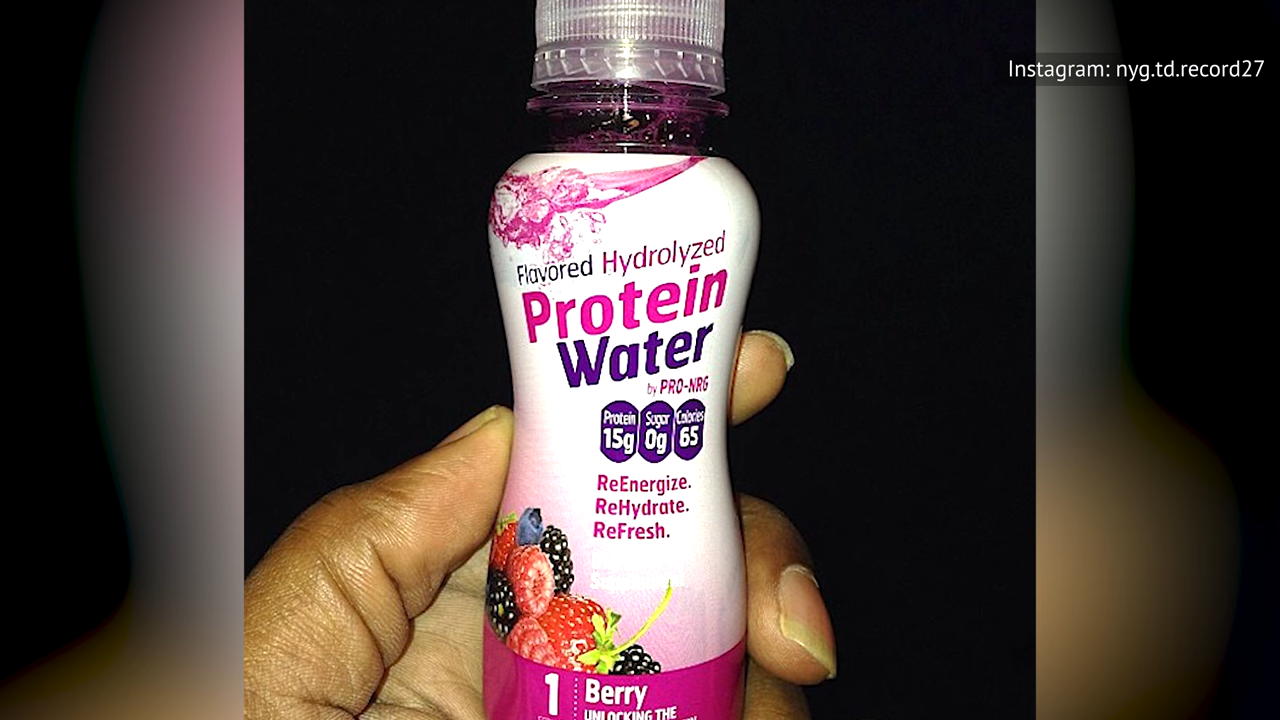 Instagram: nyg.td.record27
Flavored Hydrolyzed
Protein
Water
by PRO-NRG
Protein Sugar Calories
15g 0g 65
ReEnergize.
ReHydrate.
ReFresh.
1 Berry
UNLOCKING THE